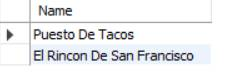 Name
Puesto De Tacos
El Rincon De San Francisco